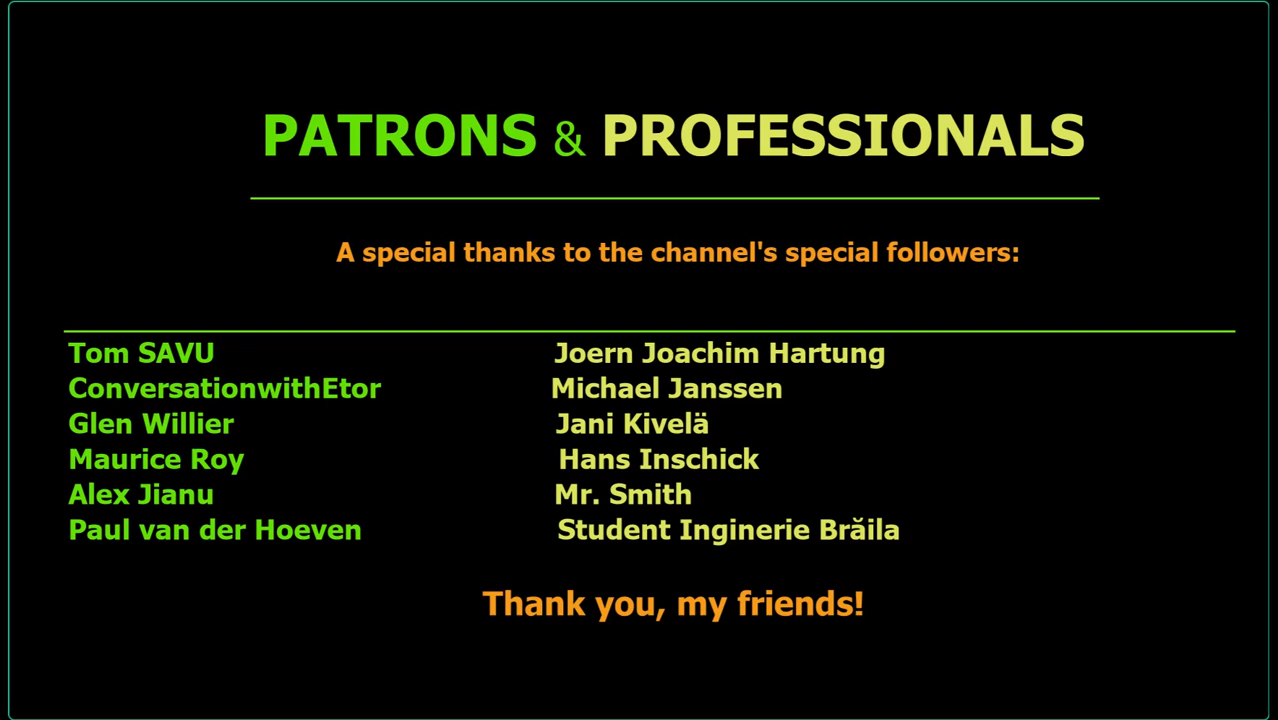 PATRONS & PROFESSIONALS
A special thanks to the channel's special followers:
Tom SAVU Joern Joachim Hartung
ConversationwithEtor Michael Janssen
Glen Willier Jani Kivelä
Maurice Roy Hans Inschick
Alex Jianu Mr. Smith
Paul van der Hoeven Student Inginerie Brăila
Thank you, my friends!